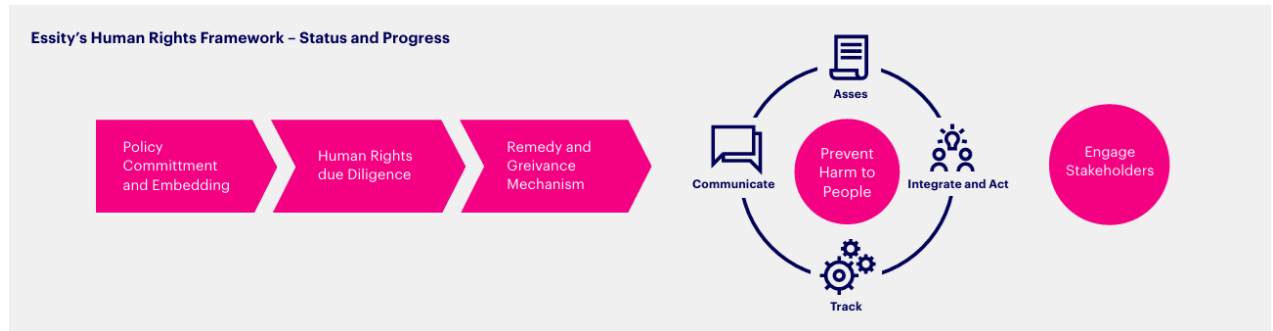 Essity's Human Rights Framework – Status and Progress
Policy
Committment
and Embedding
Human Rights
due Diligence
Remedy and
Greivance
Mechanism
Asses
Communicate
Prevent
Harm to
People
Integrate and Act
Track
Engage
Stakeholders